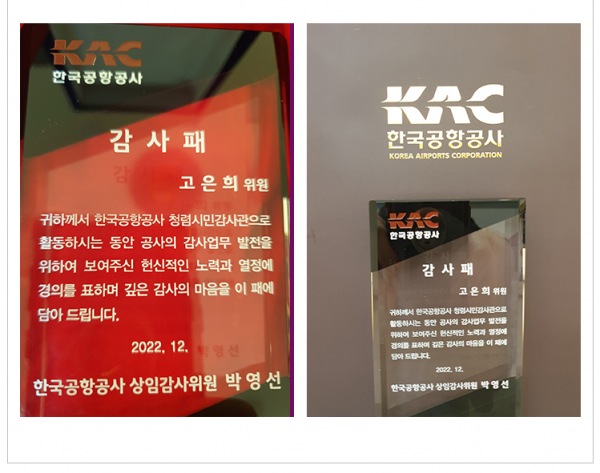 KAC
한국공항공사
감사패
고은희 위원
귀하께서 한국공항공사 청렴시민감사관으로
활동하시는 동안 공사의 감사업무 발전을
위하여 보여주신 헌신적인 노력과 열정에
경의를 표하며 깊은 감사의 마음을 이 패에
담아 드립니다.
2022. 12.
한국공항공사 상임감사위원 박영선
KAC
한국공항공사
KOREA AIRPORTS CORPORATION
KAC
한국공항공사
감사패
고은희 위원
귀하께서 한국공항공사 청렴시민감사관으로
활동하시는 동안 공사의 감사업무 발전을
위하여 보여주신 헌신적인 노력과 열정에
경의를 표하며 깊은 감사의 마음을 이 패에
담아 드립니다.
2022. 12.
한국공항공사 상임감사위원 박영선